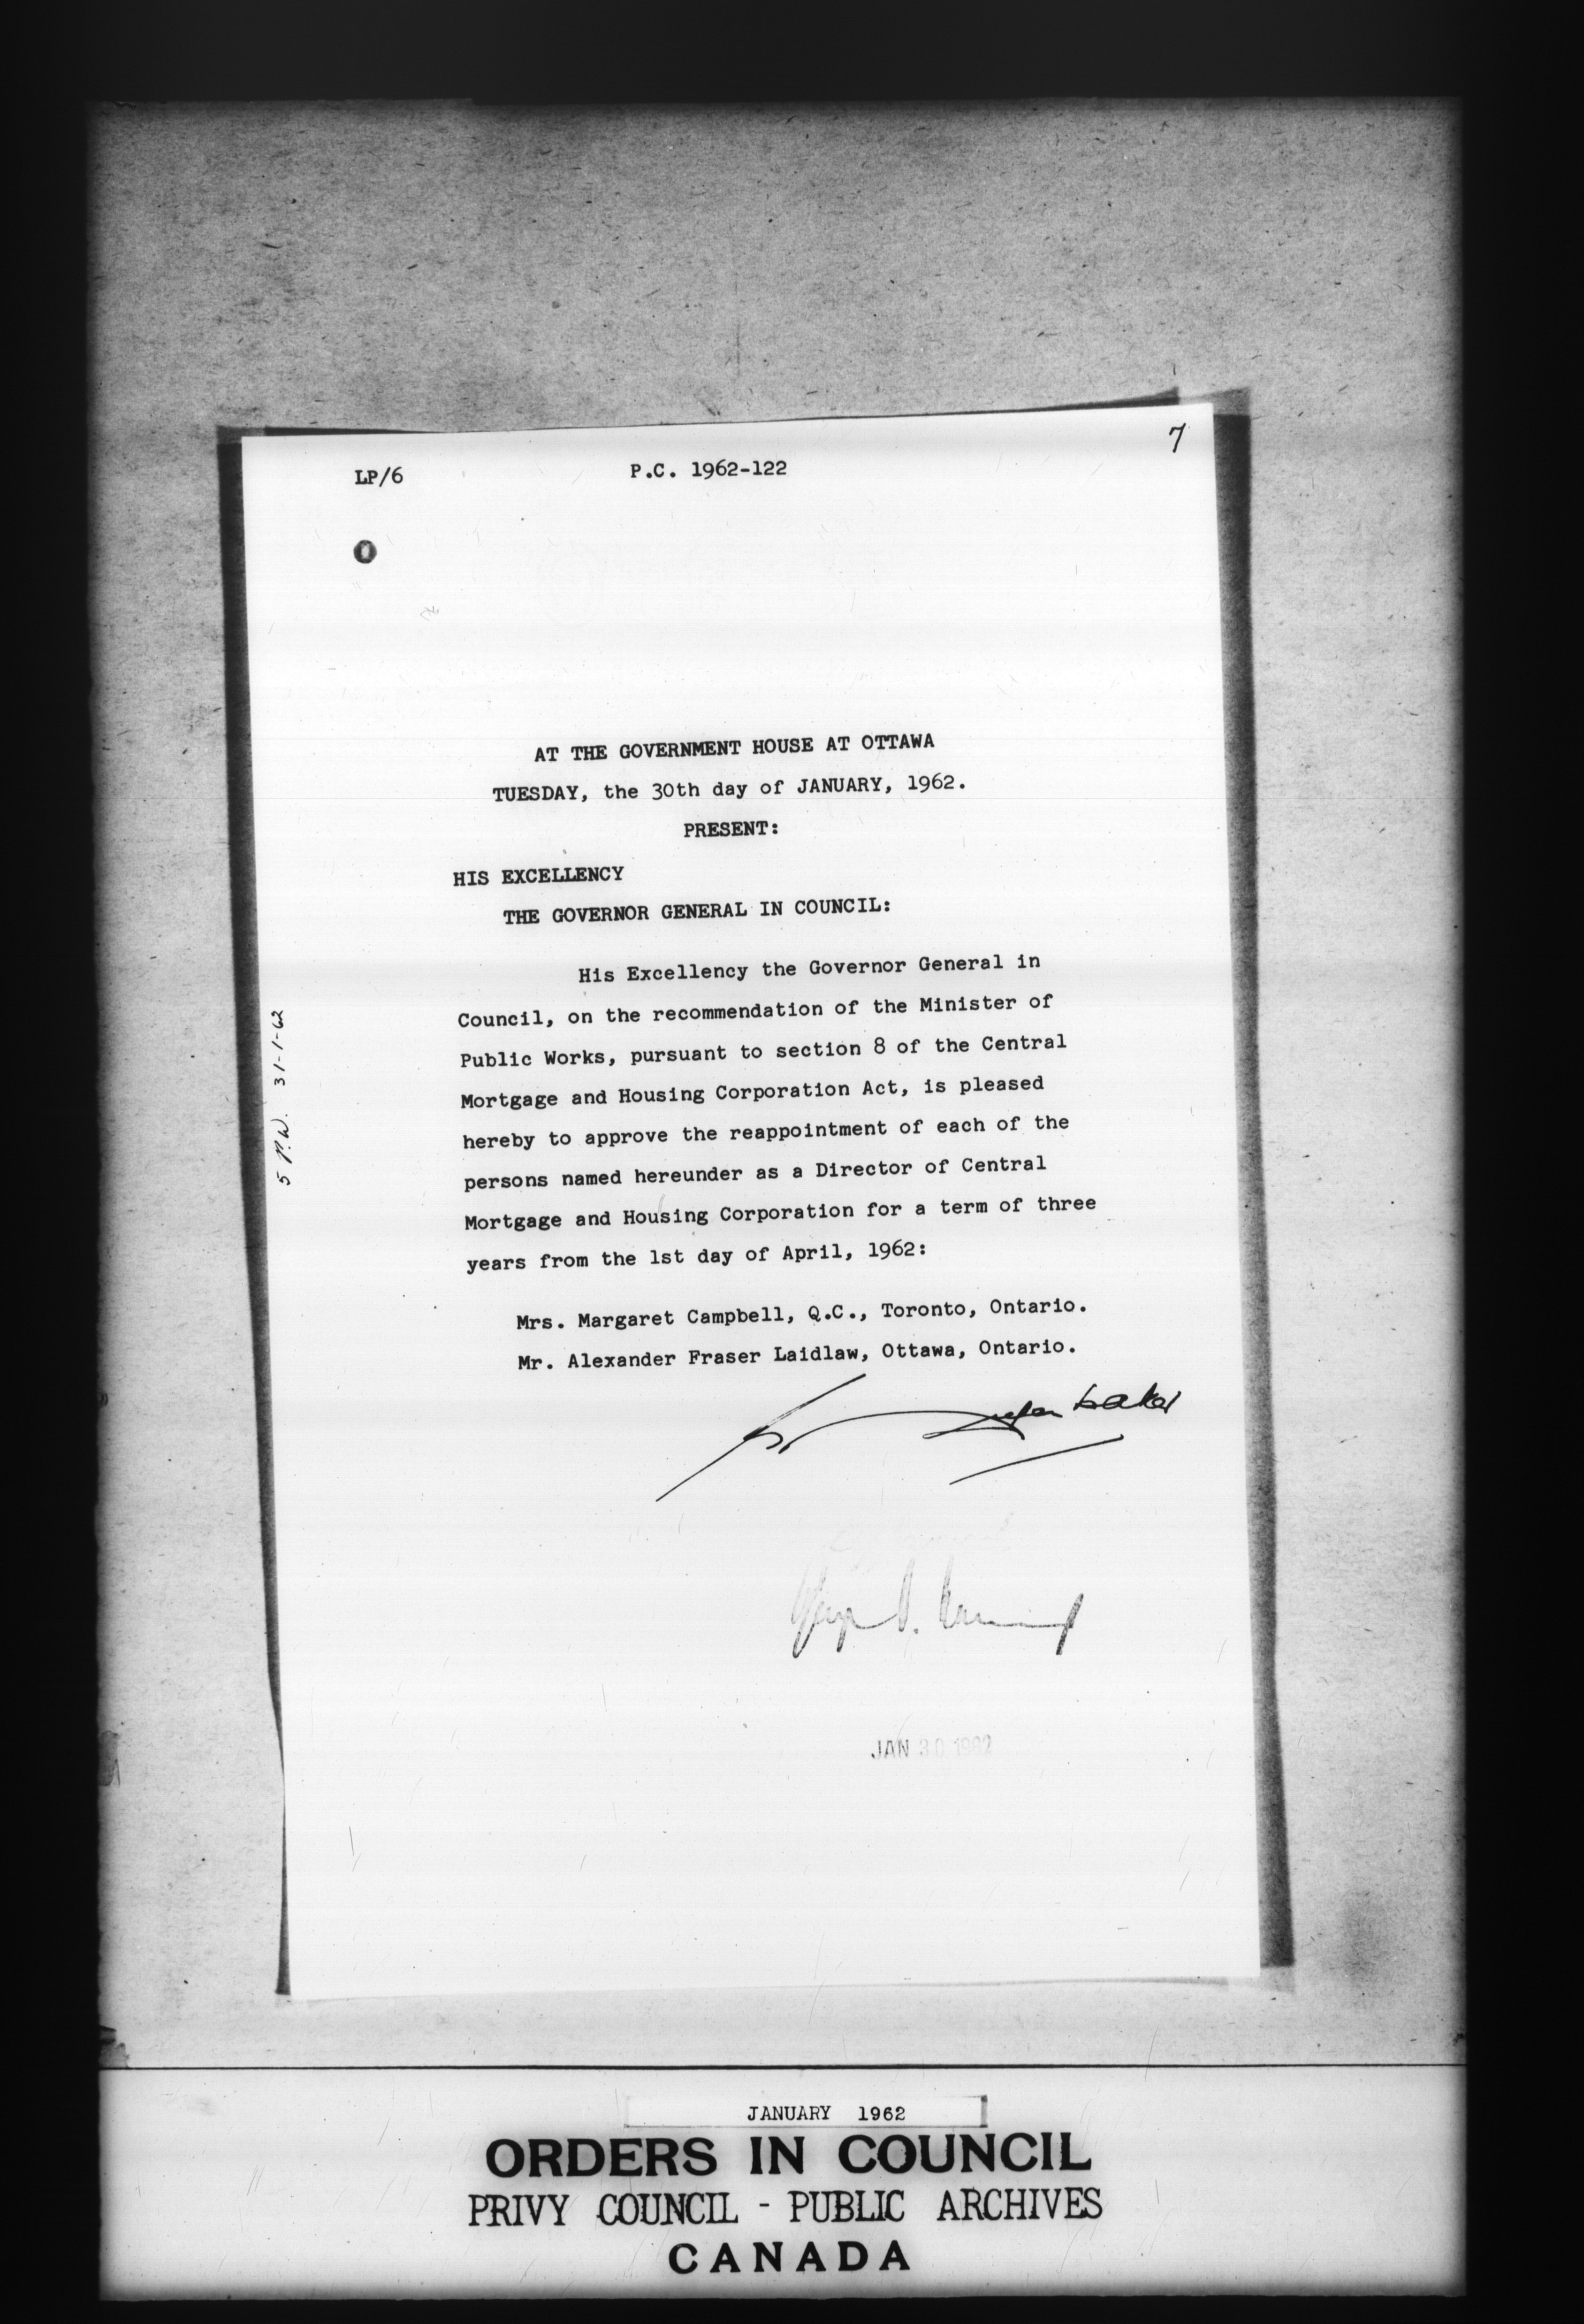 7
LP/6 P.C. 1962-122
AT THE GOVERNMENT HOUSE AT OTTAWA
TUESDAY, the 30th day of JANUARY, 1962.
PRESENT:
HIS EXCELLENCY
THE GOVERNOR GENERAL IN COUNCIL:
His Excellency the Governor General in
Council, on the recommendation of the Minister of
Public Works, pursuant to section 8 of the Central
Mortgage and Housing Corporation Act, is pleased
hereby to approve the reappointment of each of the
persons named hereunder as a Director of Central
Mortgage and Housing Corporation for a term of three
years from the 1st day of April, 1962:
Mrs. Margaret Campbell, Q.C., Toronto, Ontario.
Mr. Alexander Fraser Laidlaw, Ottawa, Ontario.
5 P.W. 31-1-62
JAN 30 1962
JANUARY 1962
ORDERS IN COUNCIL
PRIVY COUNCIL - PUBLIC ARCHIVES
CANADA